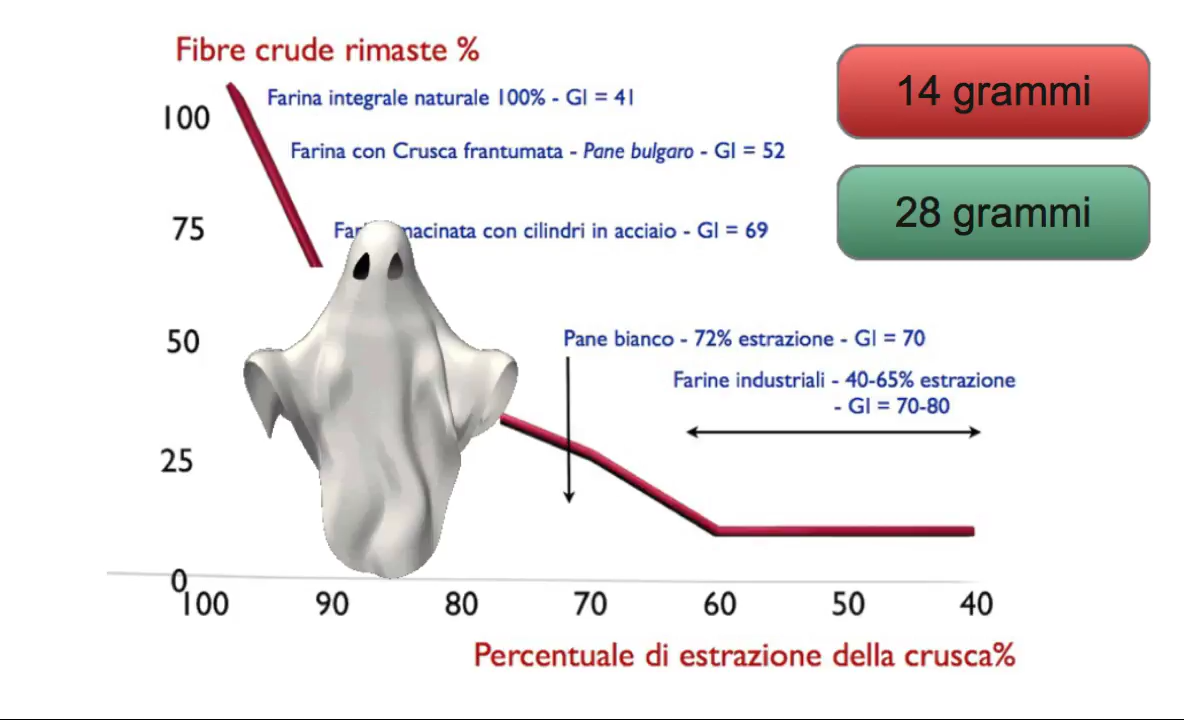 Fibre crude rimaste %
14 grammi
100
Farina integrale naturale 100% - GI = 41
Farina con Crusca frantumata - Pane bulgaro - GI = 52
28 grammi
75
con cilindri in acciaio - GI = 69
50
Pane bianco - 72% estrazione - GI = 70
Farine industriali - 40-65% estrazione
- GI = 70-80
25
0
100 90 80 70 60 50 40
Percentuale di estrazione della crusca%